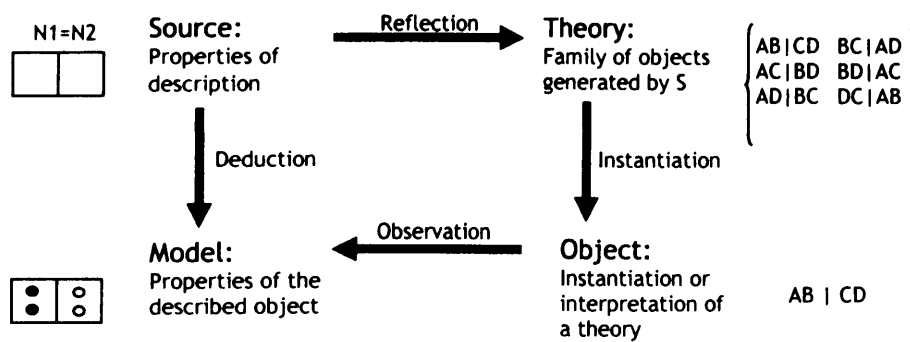 N1=N2
Source:
Properties of
description
Reflection
Theory:
Family of objects
generated by S
AB|CD BC|AD
AC|BD BD|AC
AD|BC DC|AB
Deduction
Instantiation
Model:
Properties of the
described object
Observation
Object:
Instantiation or
interpretation of
a theory
AB | CD